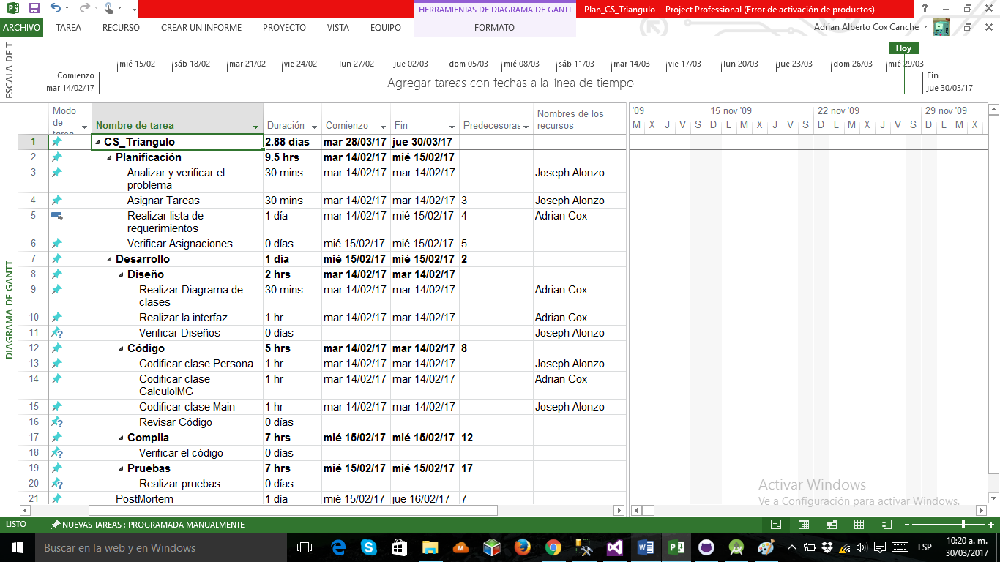 HERRAMIENTAS DE DIAGRAMA DE GANTT
Plan_CS_Triangulo - Project Professional (Error de activación de productos)
ARCHIVO TAREA RECURSO CREAR UN INFORME PROYECTO VISTA EQUIPO FORMATO
Adrian Alberto Cox Canche
ESCALA DE T
Hoy
mié 15/02 sáb 18/02 mar 21/02 vie 24/02 lun 27/02 jue 02/03 dom 05/03 mié 08/03 sáb 11/03 mar 14/03 vie 17/03 lun 20/03 jue 23/03 dom 26/03 mié 29/03
Comienzo
mar 14/02/17
Agregar tareas con fechas a la línea de tiempo
Fin
jue 30/03/17
DIAGRAMA DE GANTT
Modo
de
tarea
Nombre de tarea Duración Comienzo Fin Predecesoras
Nombres de los
recursos
'09 15 nov '09 22 nov '09 29 nov '09
M X J V S D L M X J V S D L M X J V S D L M X
1 CS_Triangulo 2.88 días mar 28/03/17 jue 30/03/17
2 Planificación 9.5 hrs mar 14/02/17 mié 15/02/17
3 Analizar y verificar el 30 mins mar 14/02/17 mar 14/02/17 Joseph Alonzo
problema
4 Asignar Tareas 30 mins mar 14/02/17 mar 14/02/17 3 Joseph Alonzo
5 Realizar lista de 1 día mar 14/02/17 mié 15/02/17 4 Adrian Cox
requerimientos
6 Verificar Asignaciones 0 días mié 15/02/17 mié 15/02/17 5
7 Desarrollo 1 día mié 15/02/17 mié 15/02/17 2
8 Diseño 2 hrs mar 14/02/17 mar 14/02/17
9 Realizar Diagrama de 30 mins mar 14/02/17 mar 14/02/17 Adrian Cox
clases
10 Realizar la interfaz 1 hr mar 14/02/17 mar 14/02/17 Adrian Cox
11 Verificar Diseños 0 días Joseph Alonzo
12 Código 5 hrs mar 14/02/17 mar 14/02/17 8
13 Codificar clase Persona 1 hr mar 14/02/17 mar 14/02/17 Joseph Alonzo
14 Codificar clase 1 hr mar 14/02/17 mar 14/02/17 Adrian Cox
CalculoIMC
15 Codificar clase Main 1 hr mar 14/02/17 mar 14/02/17 Joseph Alonzo
16 Revisar Código 0 días
17 Compila 7 hrs mié 15/02/17 mié 15/02/17 12
18 Verificar el código 0 días
19 Pruebas 7 hrs mié 15/02/17 mié 15/02/17 17
20 Realizar pruebas 0 días
21 PostMortem 1 día mié 15/02/17 jue 16/02/17 7
Activar Windows
Ve a Configuración para activar Windows.
LISTO NUEVAS TAREAS : PROGRAMADA MANUALMENTE
Buscar en la web y en Windows
ESP
10:20 a. m.
30/03/2017